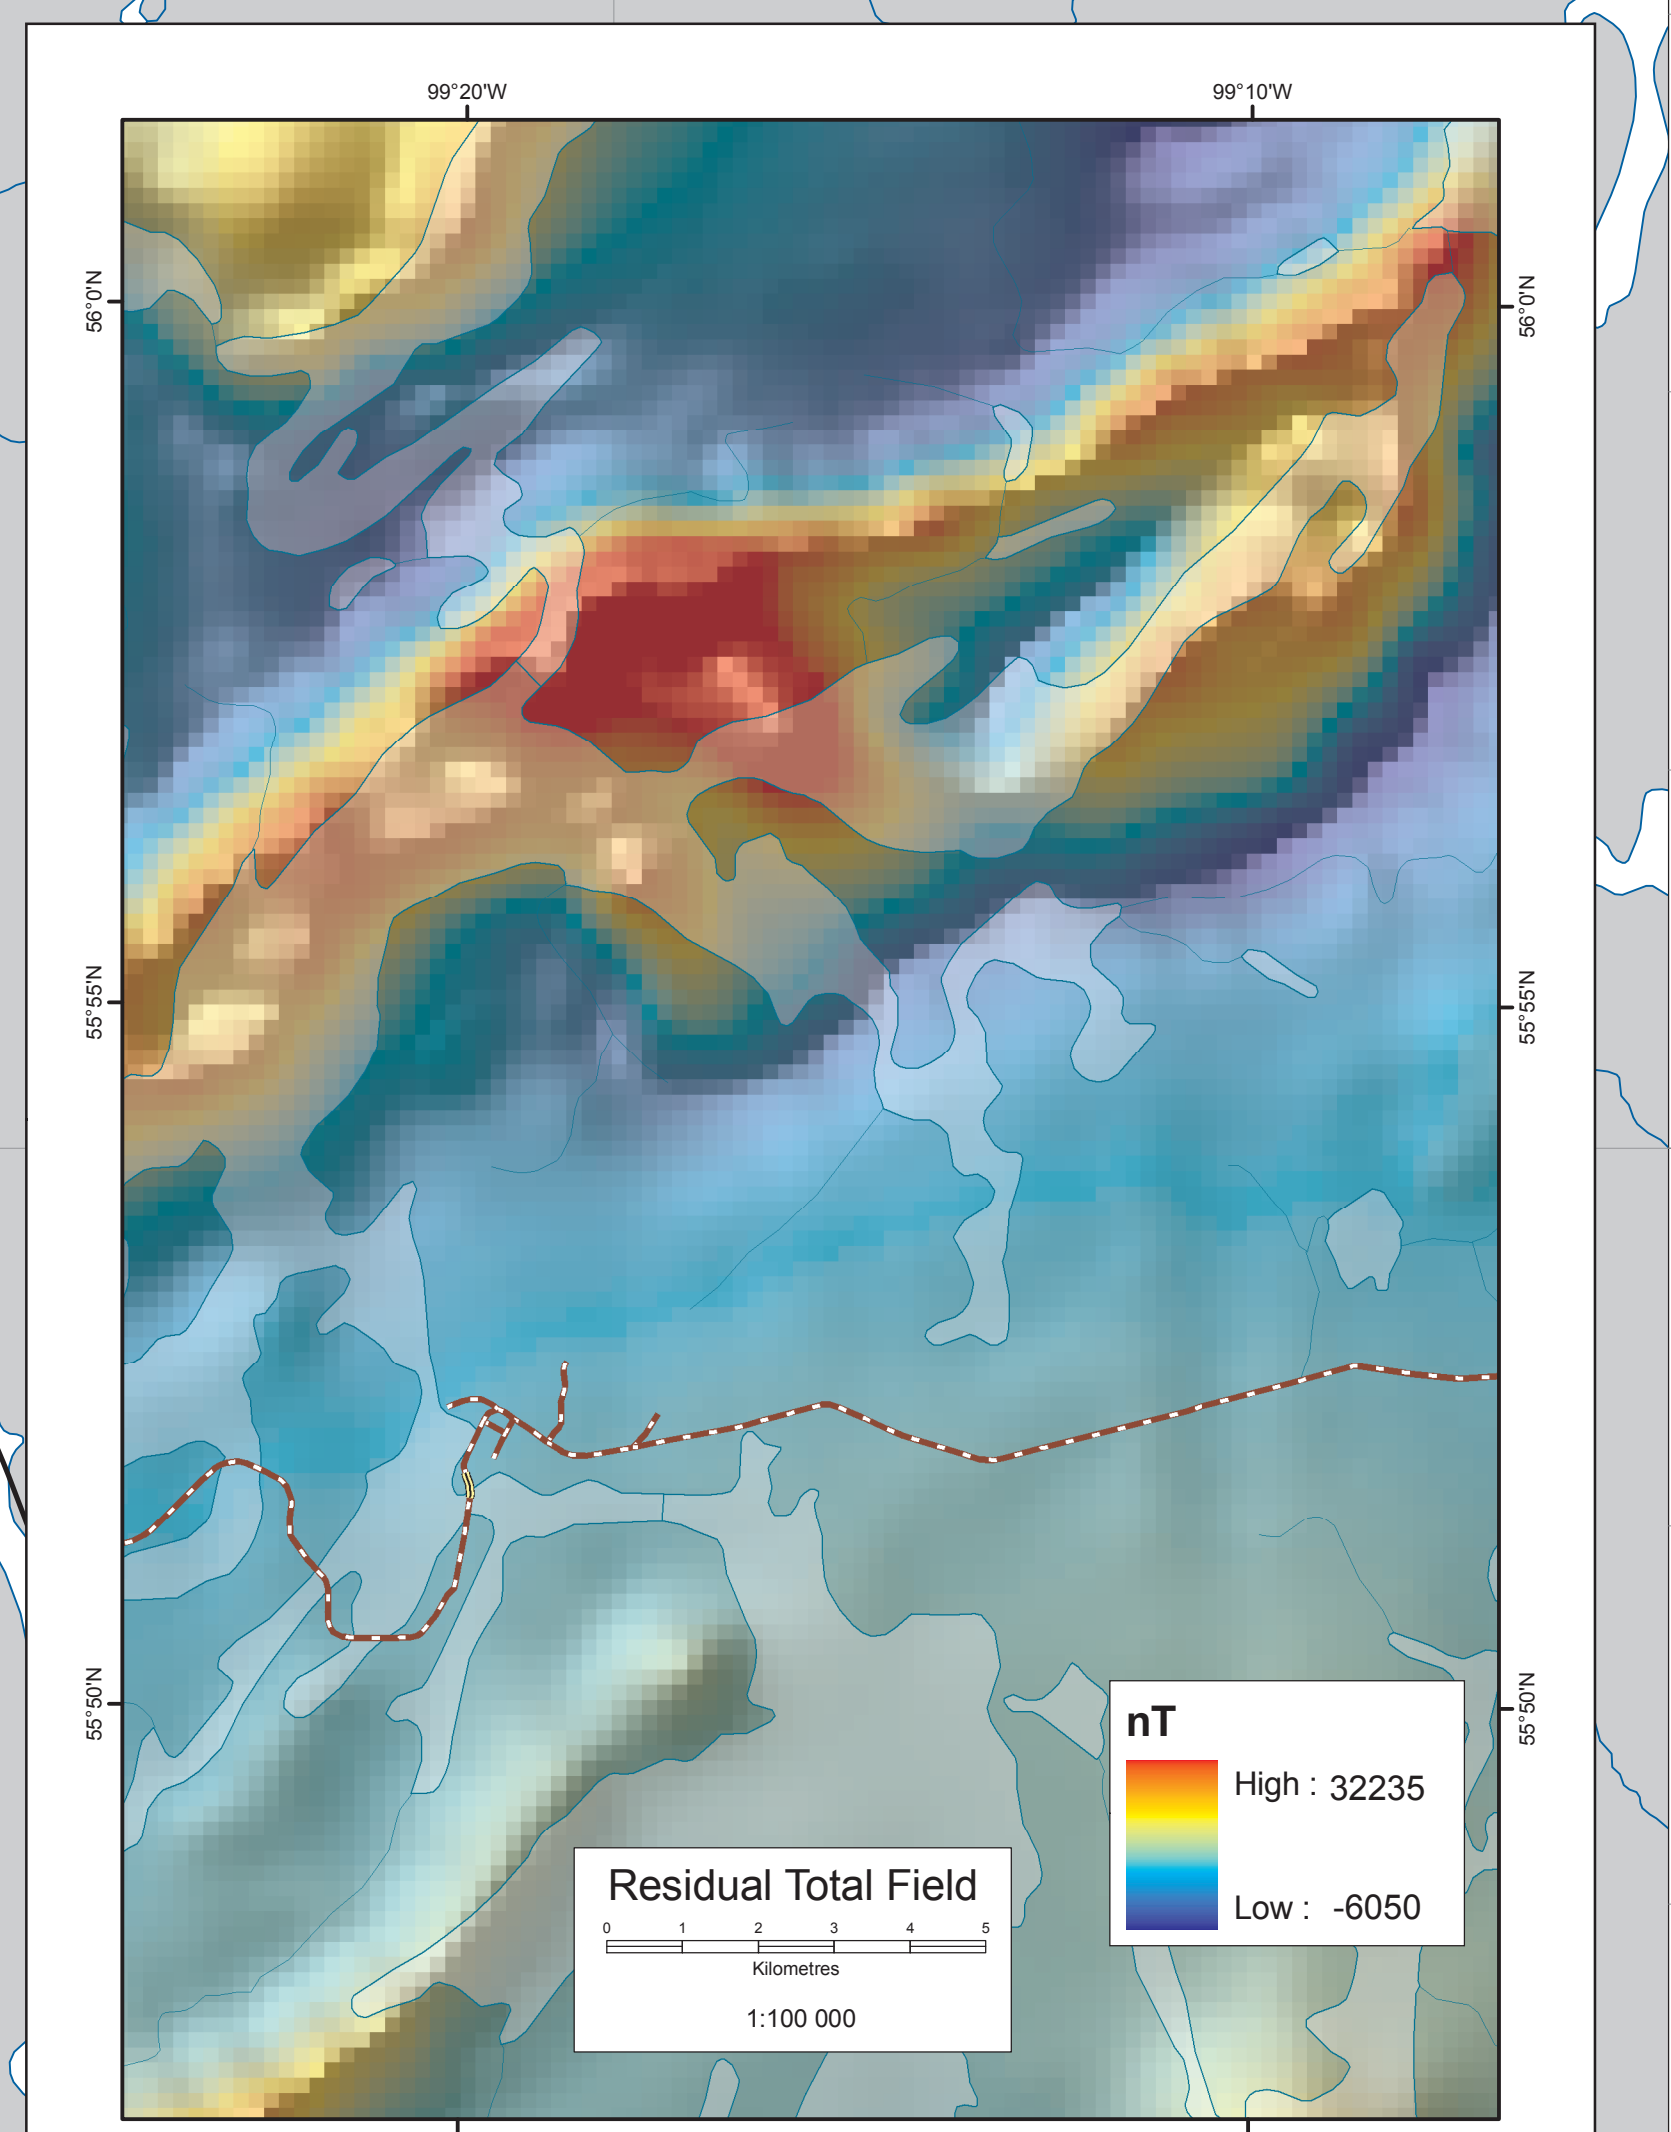 99°20'W 99°10'W
56°0'N 56°0'N
55°55'N 55°55'N
55°50'N 55°50'N
nT
High : 32235
Low : -6050
Residual Total Field
0 1 2 3 4 5
Kilometres
1:100 000